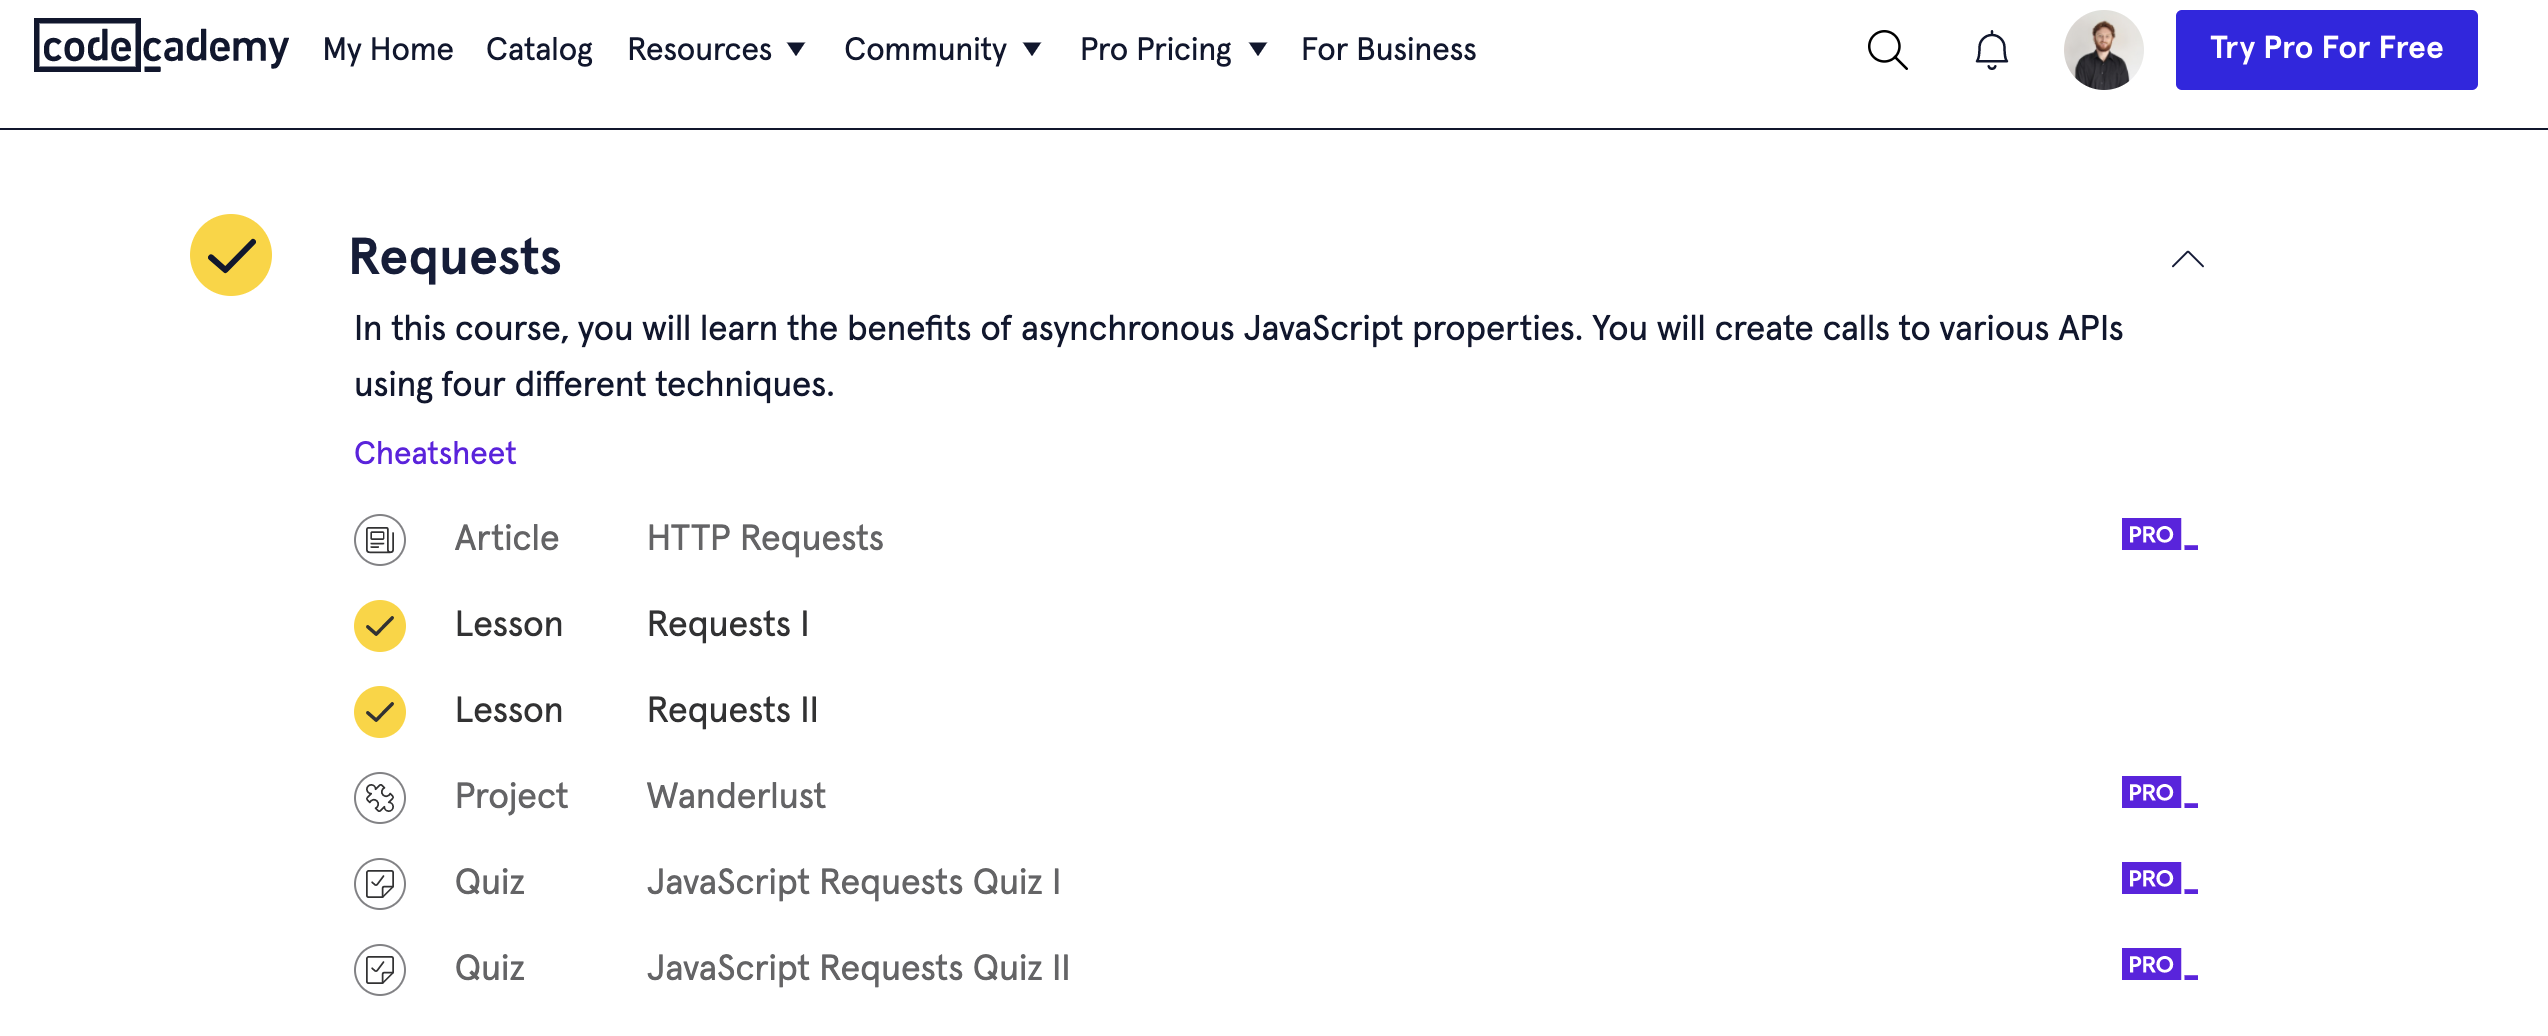 codecademy My Home Catalog Resources Community Pro Pricing For Business Try Pro For Free
Requests
In this course, you will learn the benefits of asynchronous JavaScript properties. You will create calls to various APIs
using four different techniques.
Cheatsheet
Article HTTP Requests PRO
Lesson Requests I
Lesson Requests II
Project Wanderlust PRO
Quiz JavaScript Requests Quiz I PRO
Quiz JavaScript Requests Quiz II PRO